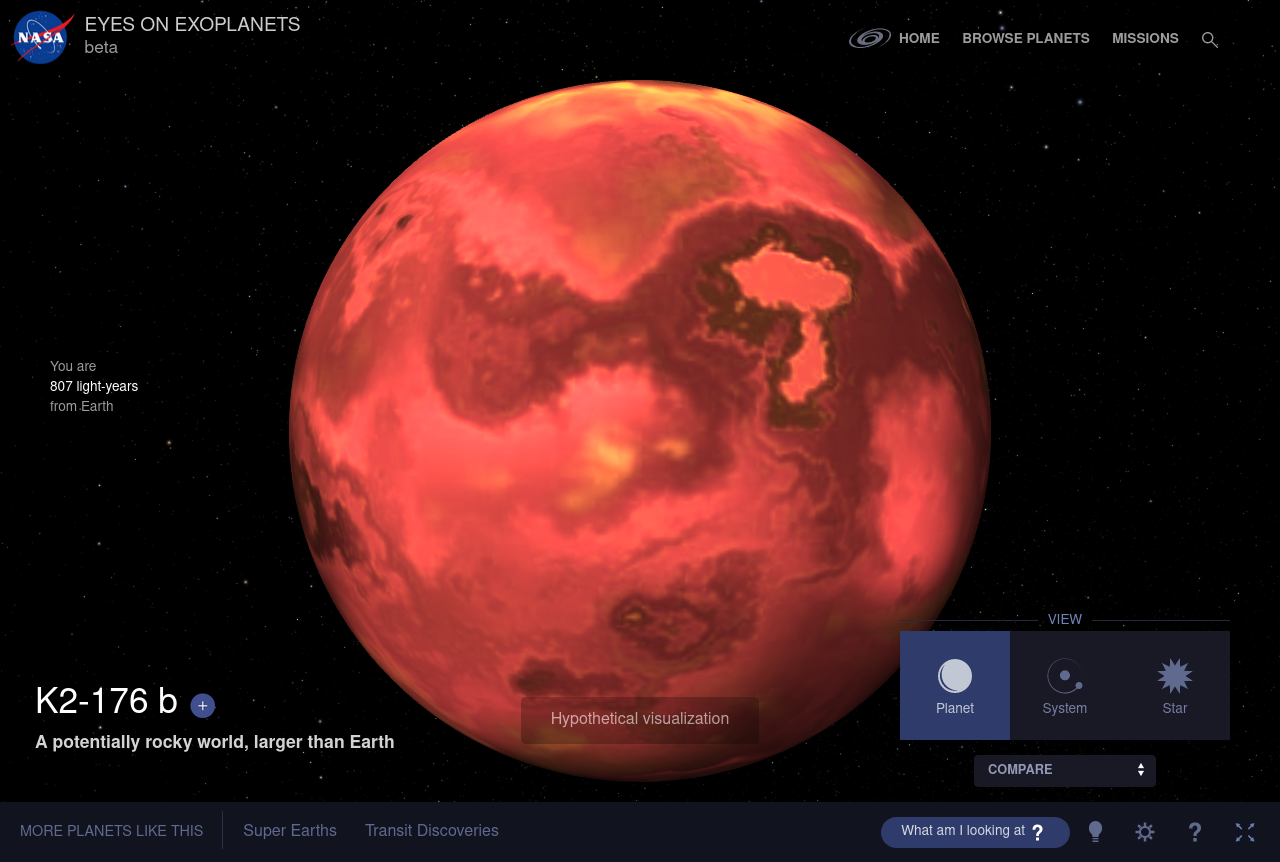 NASA
EYES ON EXOPLANETS
beta
HOME
BROWSE PLANETS
MISSIONS
You are
807 light-years
from Earth
VIEW
Planet
System
Star
K2-176 b +
A potentially rocky world, larger than Earth
Hypothetical visualization
COMPARE
MORE PLANETS LIKE THIS
Super Earths
Transit Discoveries
What am I looking at ?
?